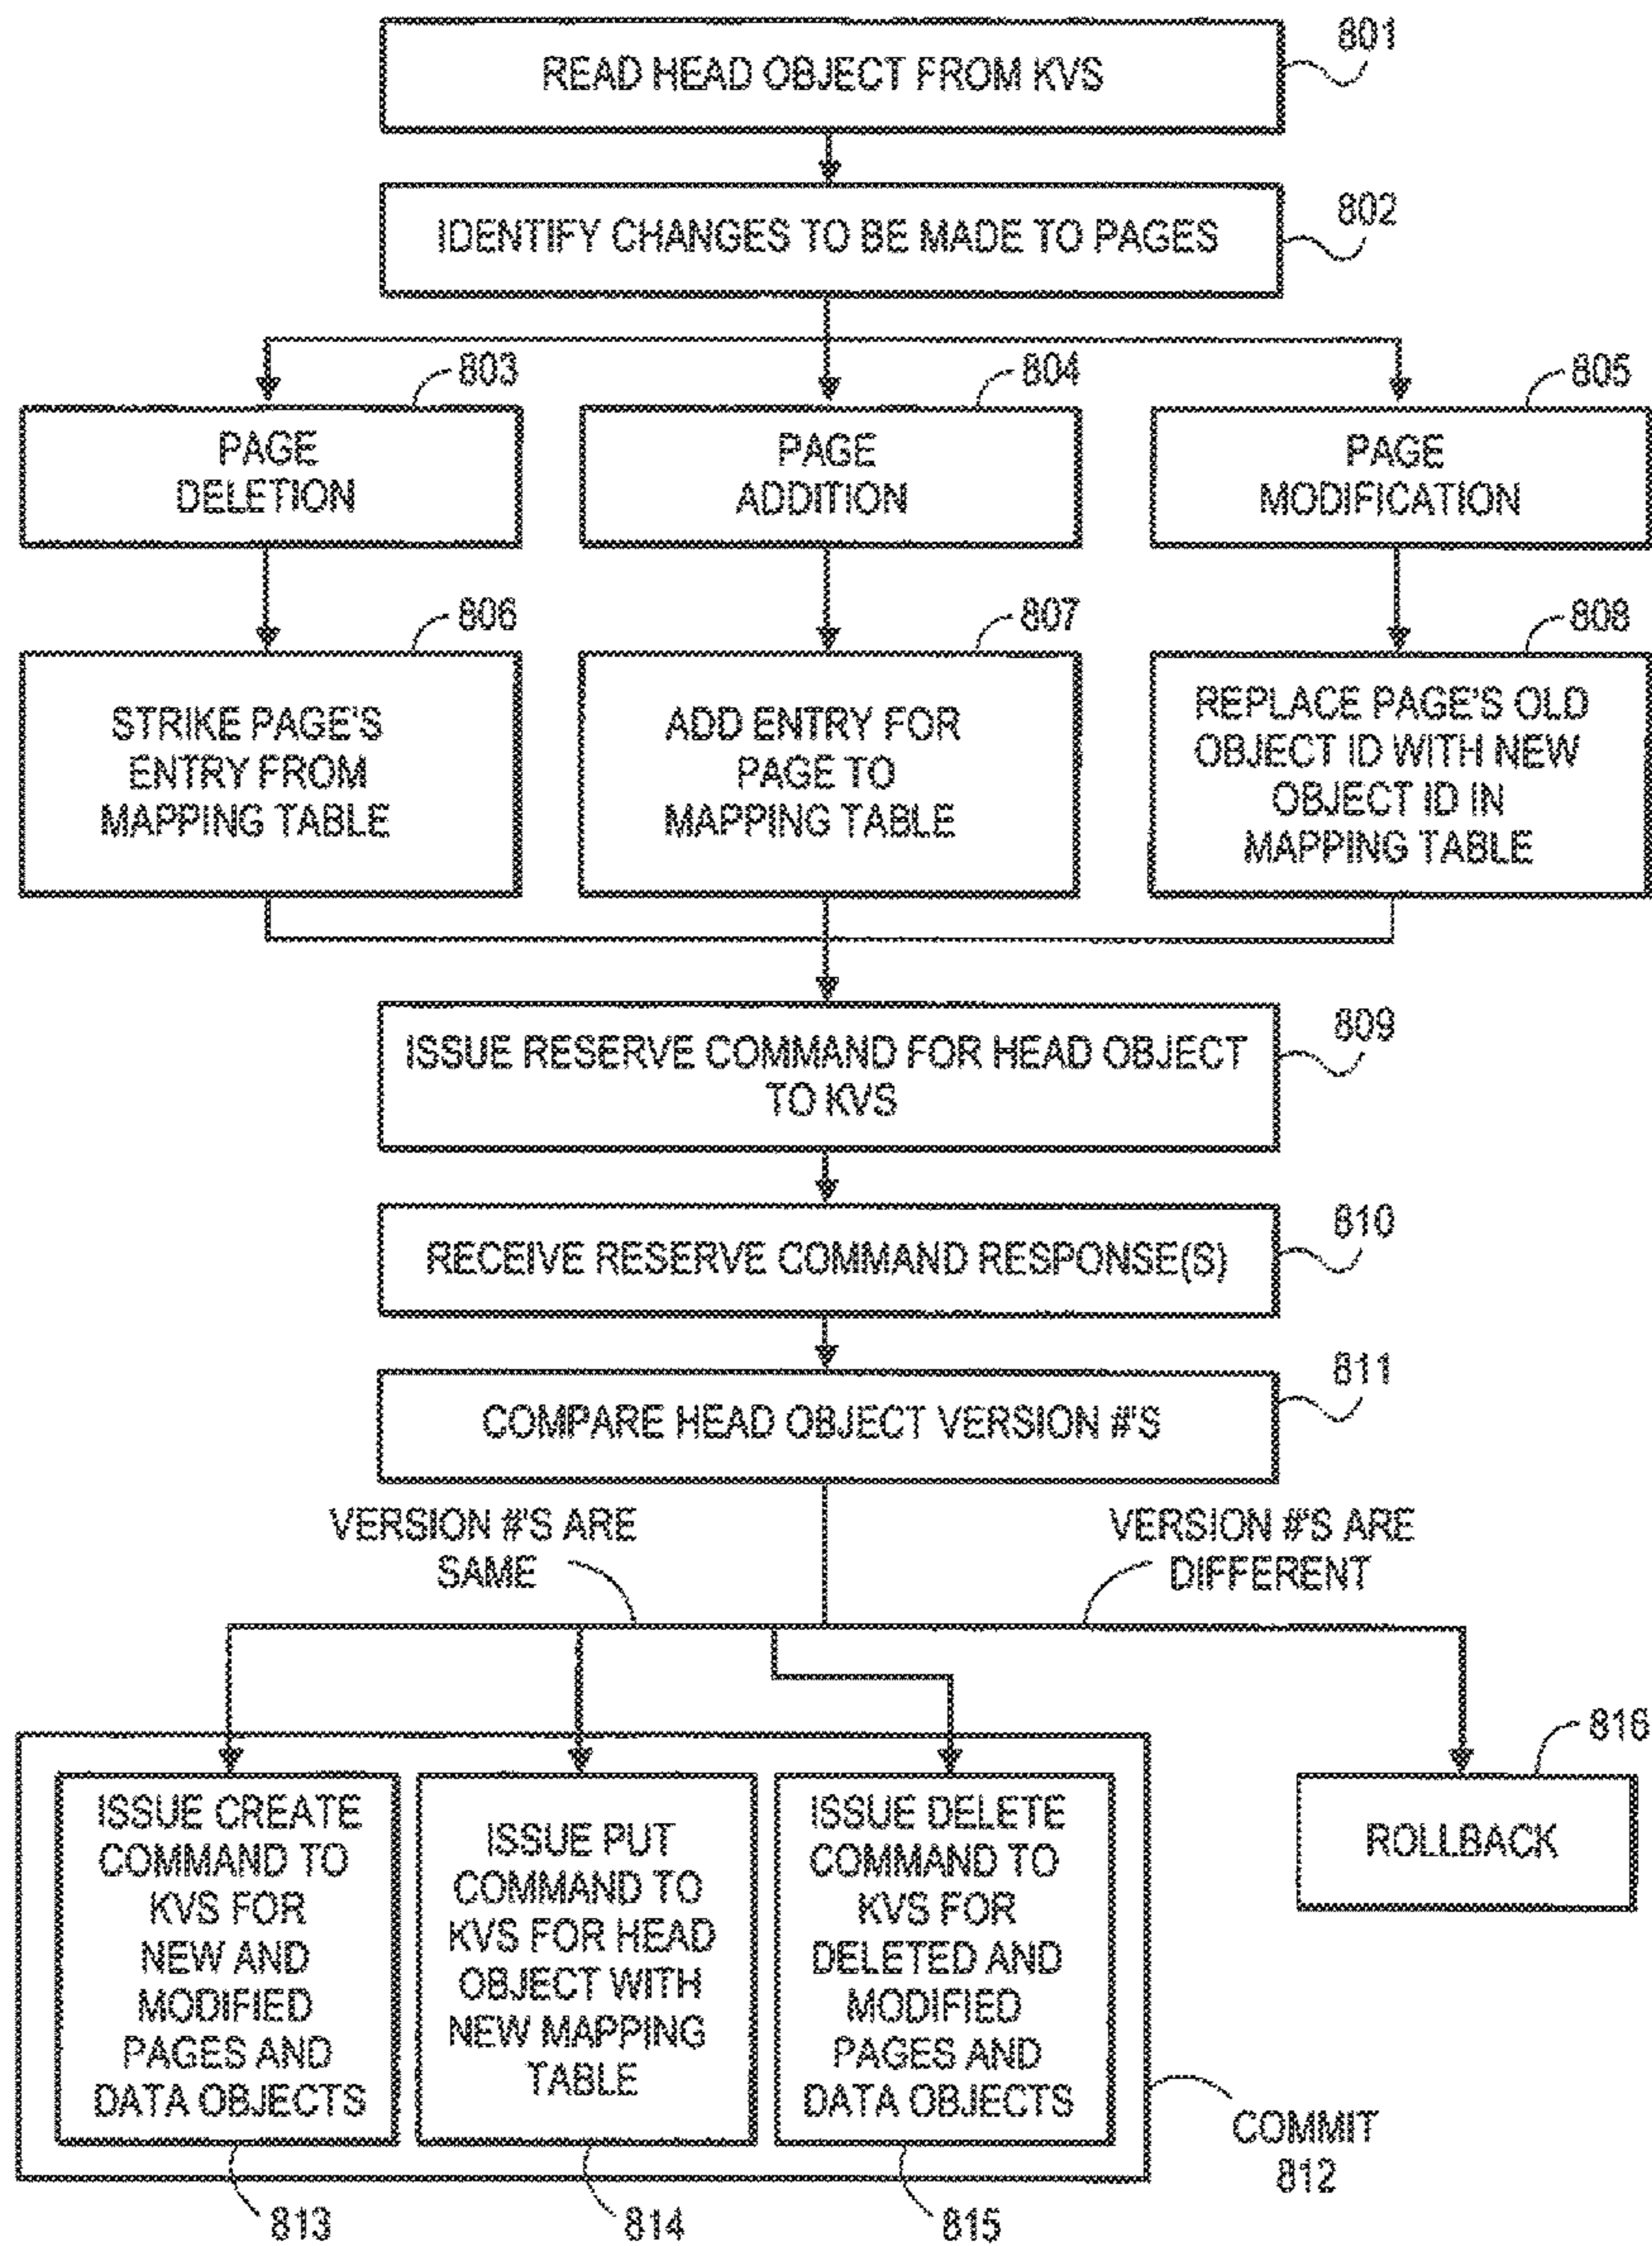 READ HEAD OBJECT FROM KVS
801
IDENTIFY CHANGES TO BE MADE TO PAGES
802
803
PAGE
DELETION
804
PAGE
ADDITION
805
PAGE
MODIFICATION
806
STRIKE PAGE'S
ENTRY FROM
MAPPING TABLE
807
ADD ENTRY FOR
PAGE TO
MAPPING TABLE
808
REPLACE PAGE'S OLD
OBJECT ID WITH NEW
OBJECT ID IN
MAPPING TABLE
ISSUE RESERVE COMMAND FOR HEAD OBJECT
TO KVS
809
RECEIVE RESERVE COMMAND RESPONSE(S)
810
COMPARE HEAD OBJECT VERSION #'S
811
VERSION #'S ARE
SAME
VERSION #'S ARE
DIFFERENT
ISSUE CREATE
COMMAND TO
KVS FOR
NEW AND
MODIFIED
PAGES AND
DATA OBJECTS
813
ISSUE PUT
COMMAND TO
KVS FOR HEAD
OBJECT WITH
NEW MAPPING
TABLE
814
ISSUE DELETE
COMMAND TO
KVS FOR
DELETED AND
MODIFIED
PAGES AND
DATA OBJECTS
815
COMMIT
812
816
ROLLBACK